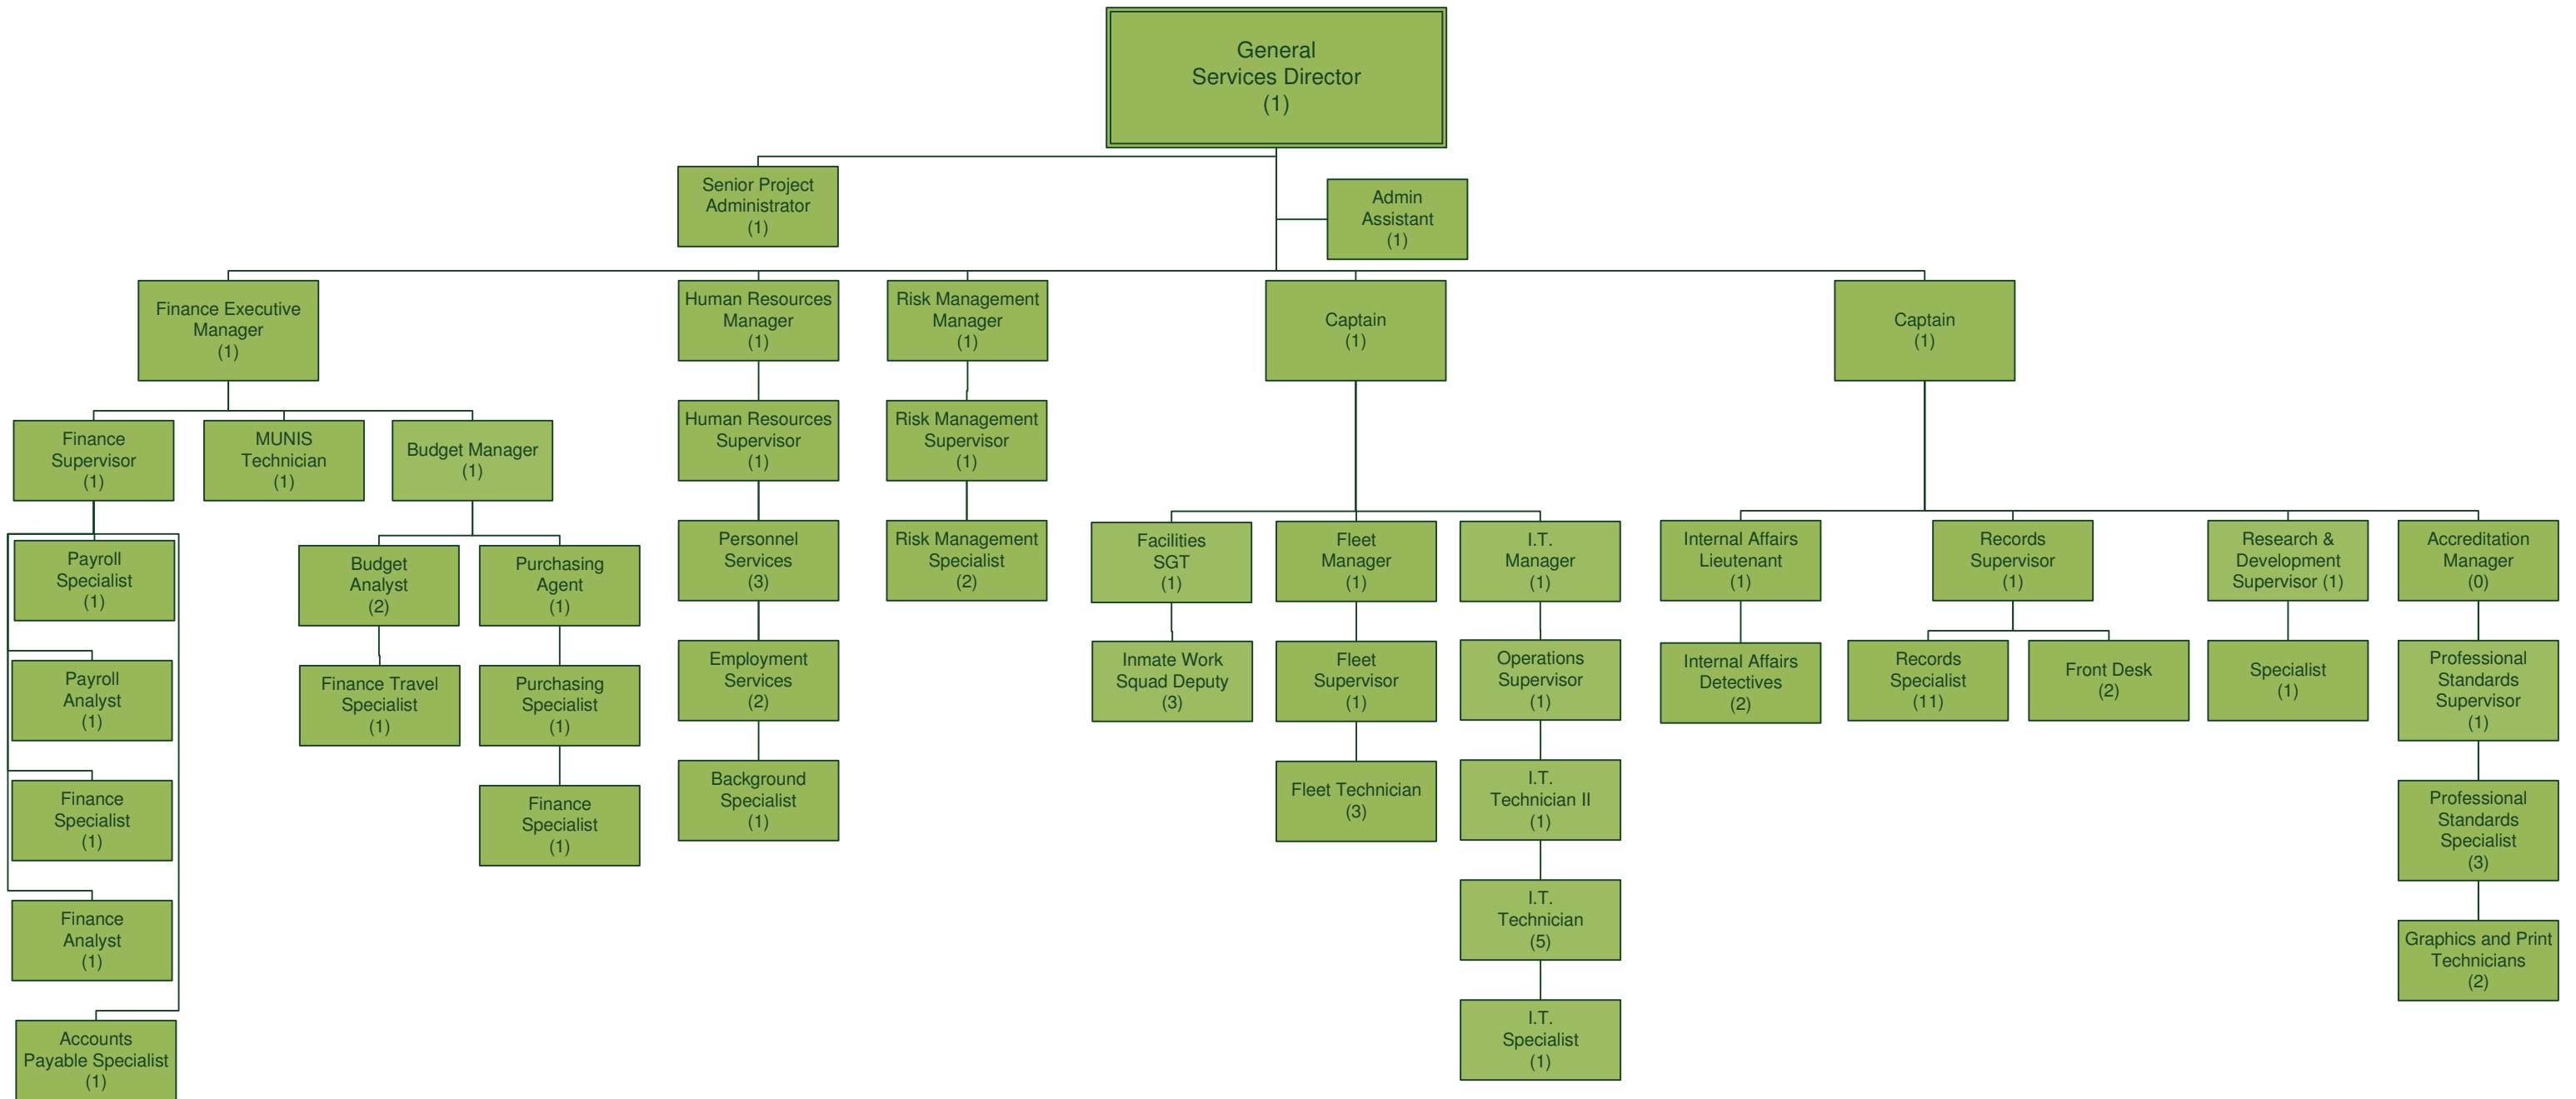 General
Services Director
(1)
Senior Project
Administrator
(1)
Admin
Assistant
(1)
Finance Executive
Manager
(1)
Human Resources
Manager
(1)
Risk Management
Manager
(1)
Captain
(1)
Captain
(1)
Finance
Supervisor
(1)
MUNIS
Technician
(1)
Budget Manager
(1)
Human Resources
Supervisor
(1)
Risk Management
Supervisor
(1)
Payroll
Specialist
(1)
Payroll
Analyst
(1)
Finance
Specialist
(1)
Finance
Analyst
(1)
Accounts
Payable Specialist
(1)
Budget
Analyst
(2)
Finance Travel
Specialist
(1)
Purchasing
Agent
(1)
Purchasing
Specialist
(1)
Finance
Specialist
(1)
Personnel
Services
(3)
Employment
Services
(2)
Background
Specialist
(1)
Risk Management
Specialist
(2)
Facilities
SGT
(1)
Inmate Work
Squad Deputy
(3)
Fleet
Manager
(1)
Fleet
Supervisor
(1)
Fleet Technician
(3)
I.T.
Manager
(1)
Operations
Supervisor
(1)
I.T.
Technician II
(1)
I.T.
Technician
(5)
I.T.
Specialist
(1)
Internal Affairs
Lieutenant
(1)
Internal Affairs
Detectives
(2)
Records
Supervisor
(1)
Records
Specialist
(11)
Front Desk
(2)
Research &
Development
Supervisor (1)
Specialist
(1)
Accreditation
Manager
(0)
Professional
Standards
Supervisor
(1)
Professional
Standards
Specialist
(3)
Graphics and Print
Technicians
(2)